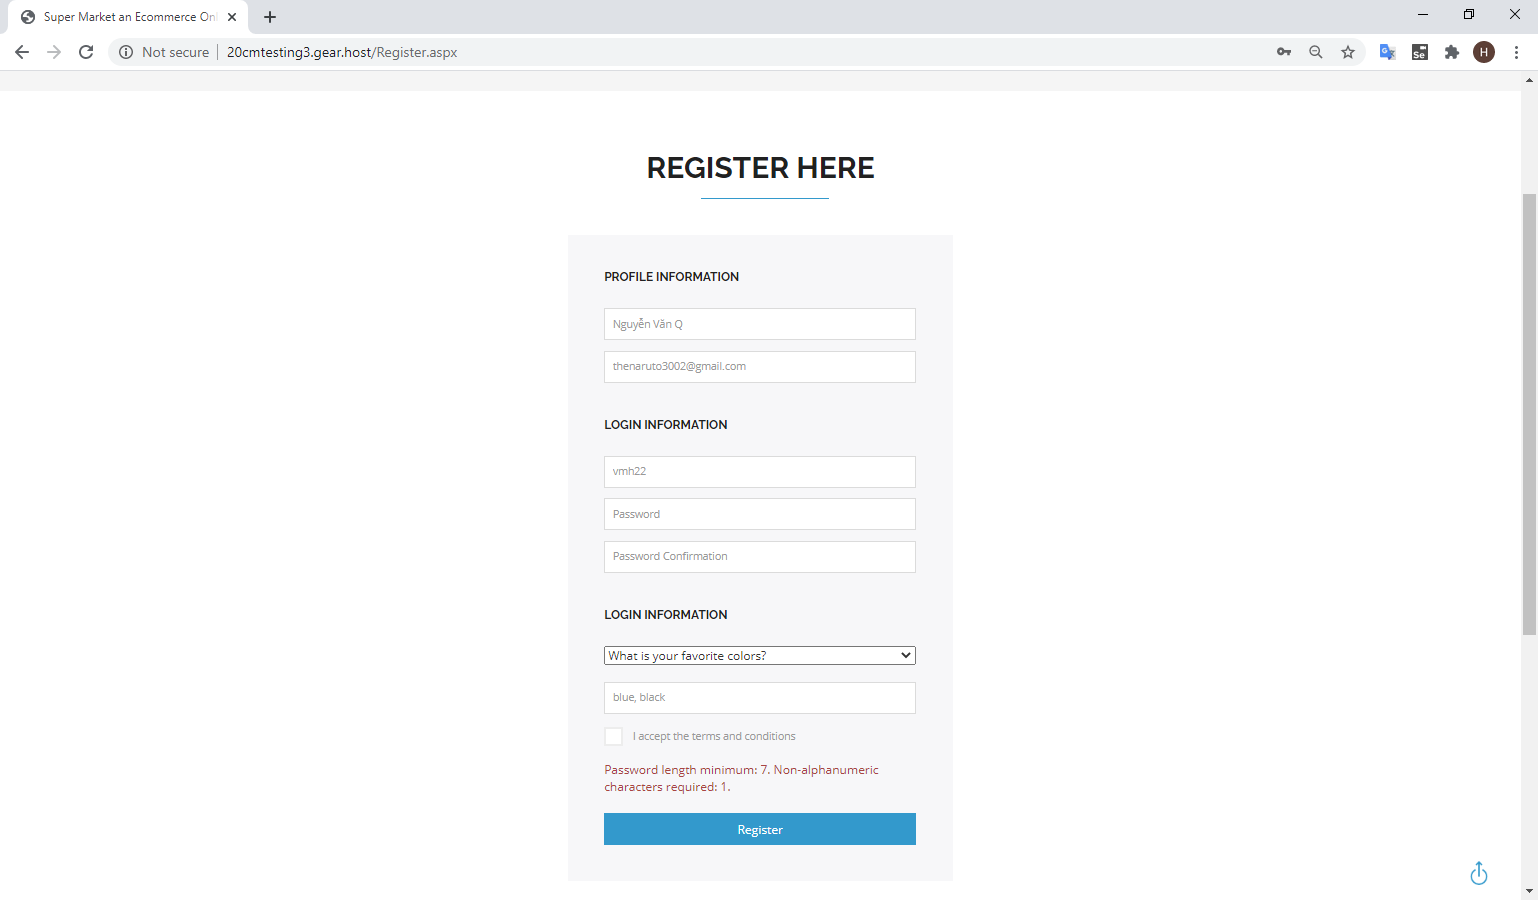 Super Market an Ecommerce Onl
Not secure
20cmtesting3.gear.host/Register.aspx
Se
H
REGISTER HERE
PROFILE INFORMATION
Nguyễn Văn Q
thenaruto3002@gmail.com
LOGIN INFORMATION
vmh22
Password
Password Confirmation
LOGIN INFORMATION
What is your favorite colors?
blue, black
I accept the terms and conditions
Password length minimum: 7. Non-alphanumeric
characters required: 1.
Register